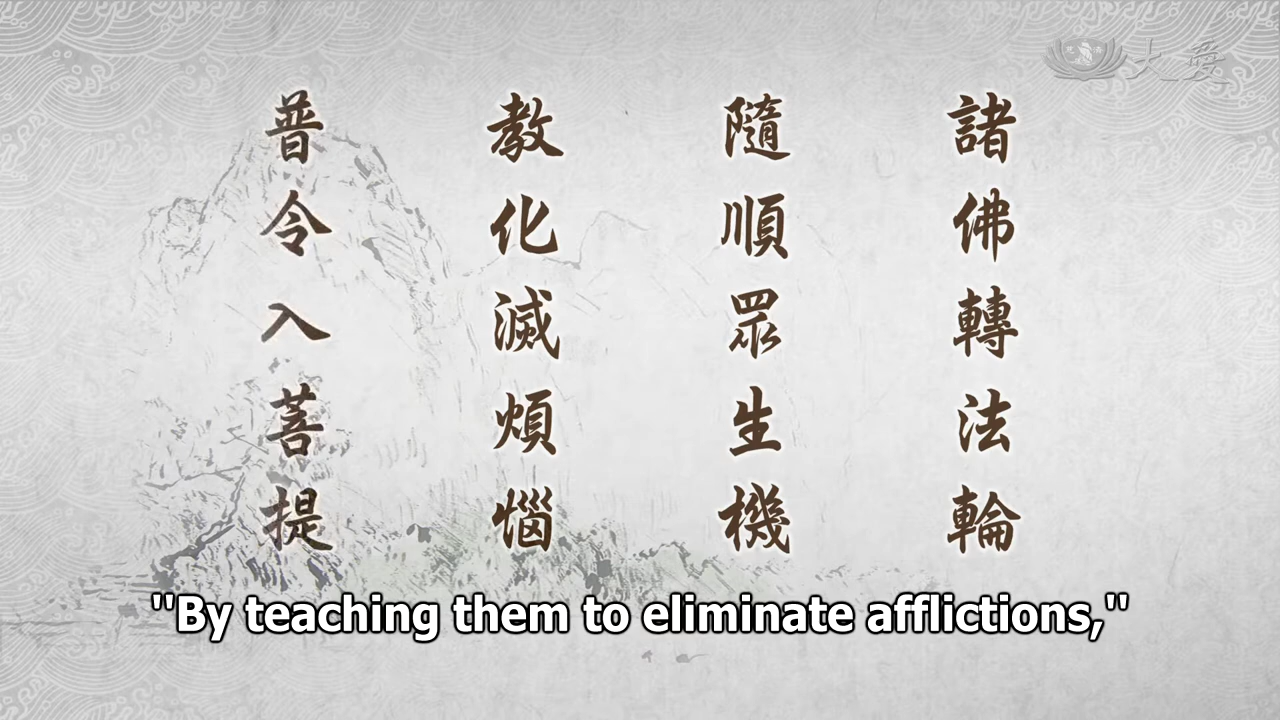 大愛
諸佛轉法輪
隨順眾生機
教化滅煩惱
普令入菩提
"By teaching them to eliminate afflictions,"